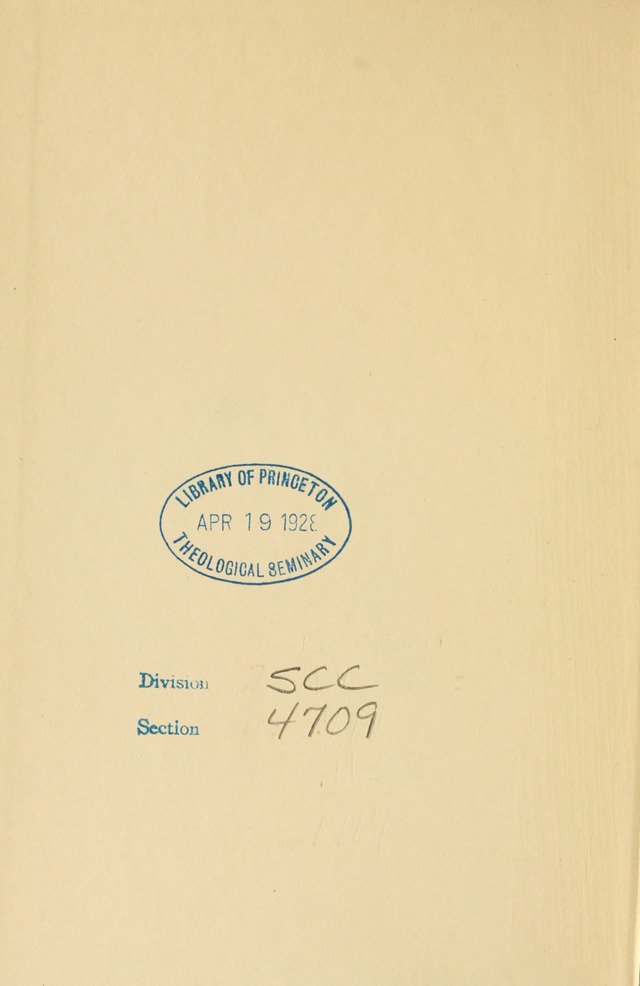 LIBRARY OF PRINCETON
APR 19 1928
THEOLOGICAL SEMINARY
Division SCC
Section 4709